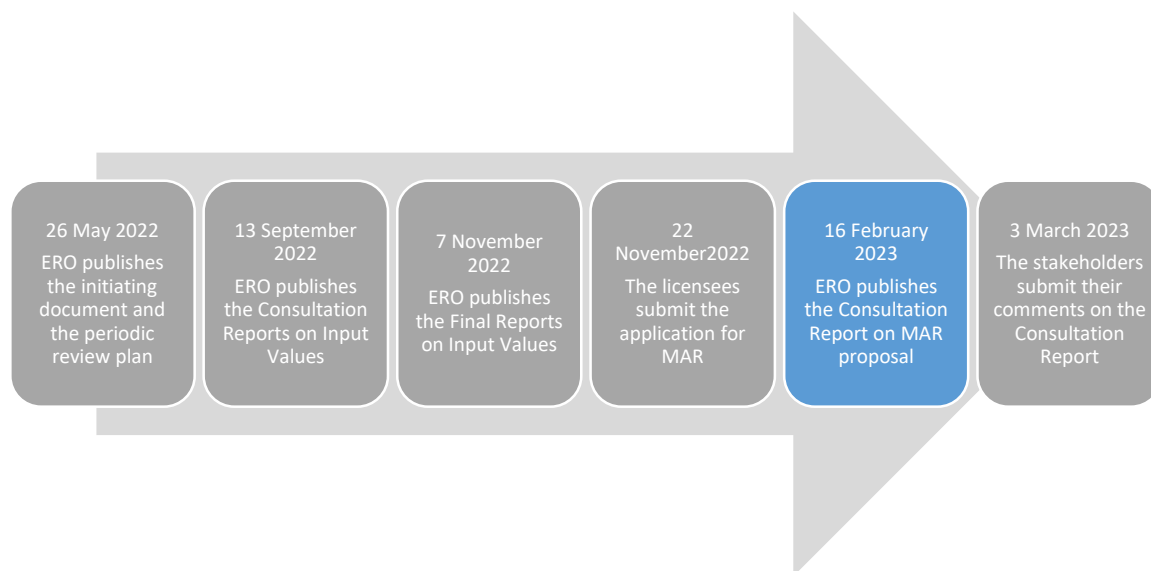 26 May 2022
ERO publishes
the initiating
document and
the periodic
review plan
13 September
2022
ERO publishes
the Consultation
Reports on Input
Values
7 November
2022
ERO publishes
the Final Reports
on Input Values
22
November2022
The licensees
submit the
application for
MAR
16 February
2023
ERO publishes
the Consultation
Report on MAR
proposal
3 March 2023
The stakeholders
submit their
comments on the
Consultation
Report